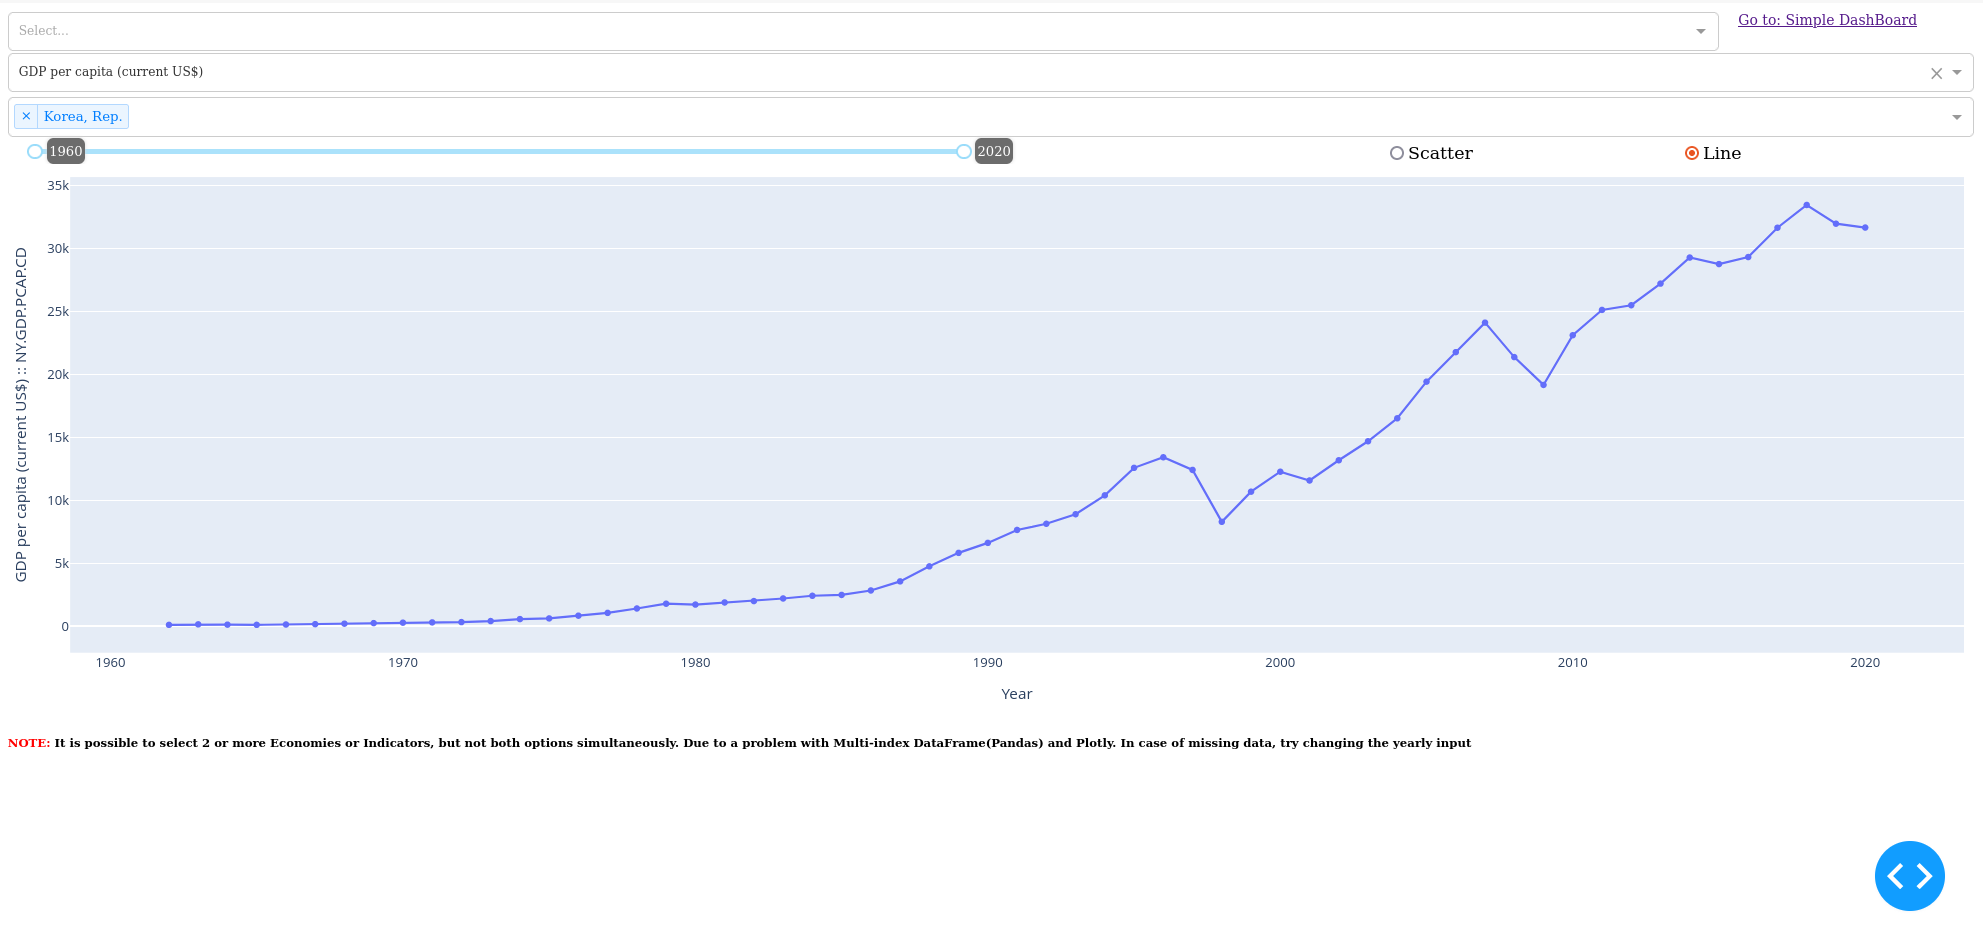 Select...
Go to: Simple DashBoard
GDP per capita (current US$)
× Korea, Rep.
1960
2020
Scatter
Line
35k
30k
25k
20k
15k
10k
5k
0
GDP per capita (current US$) :: NY.GDP.PCAP.CD
1960 1970 1980 1990 2000 2010 2020
Year
NOTE: It is possible to select 2 or more Economies or Indicators, but not both options simultaneously. Due to a problem with Multi-index DataFrame(Pandas) and Plotly. In case of missing data, try changing the yearly input